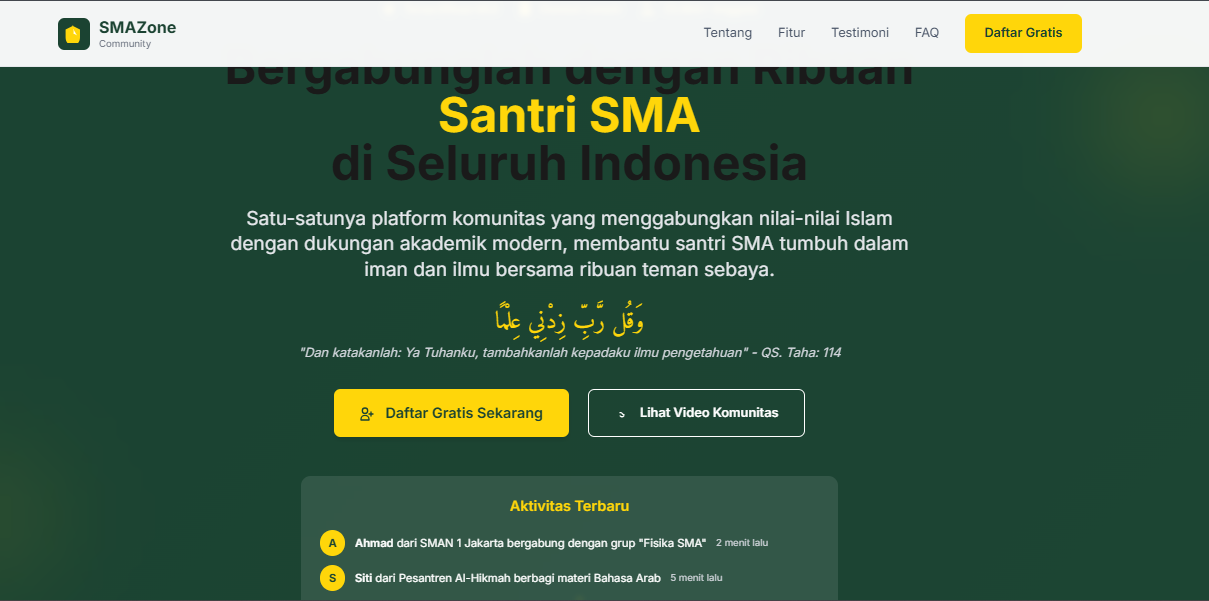 SMAZone
Community
Tentang
Fitur
Testimoni
FAQ
Daftar Gratis
Bergabunglah dengan Ribuan
Santri SMA
di Seluruh Indonesia
Satu-satunya platform komunitas yang menggabungkan nilai-nilai Islam
dengan dukungan akademik modern, membantu santri SMA tumbuh dalam
iman dan ilmu bersama ribuan teman sebaya.
وَقُل رَّبِّ زِدْنِي عِلْمًا
"Dan katakanlah: Ya Tuhanku, tambahkanlah kepadaku ilmu pengetahuan" - QS. Taha: 114
Daftar Gratis Sekarang
Lihat Video Komunitas
Aktivitas Terbaru
A Ahmad dari SMAN 1 Jakarta bergabung dengan grup "Fisika SMA" 2 menit lalu
S Siti dari Pesantren Al-Hikmah berbagi materi Bahasa Arab 5 menit lalu